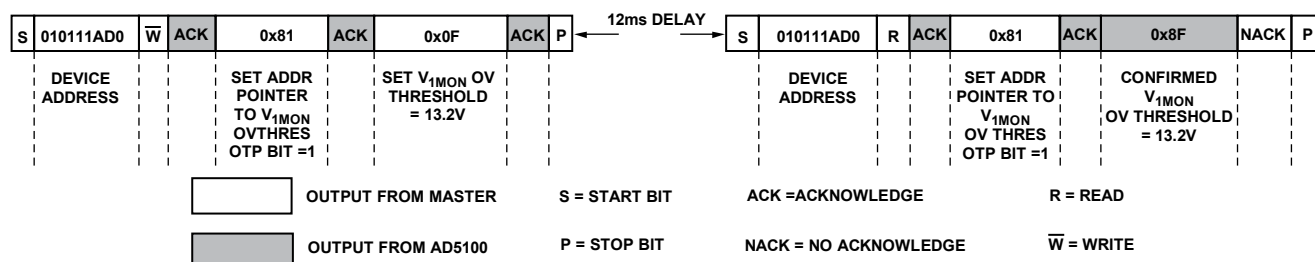 12ms DELAY
S 010111AD0 W̅ ACK 0x81 ACK 0x0F ACK P S 010111AD0 R ACK 0x81 ACK 0x8F NACK P
DEVICE
ADDRESS
SET ADDR
POINTER
TO V1MON
OVTHRES
OTP BIT =1
SET V1MON OV
THRESHOLD
= 13.2V
DEVICE
ADDRESS
SET ADDR
POINTER TO
V1MON
OV THRES
OTP BIT =1
CONFIRMED
V1MON
OV THRESHOLD
= 13.2V
OUTPUT FROM MASTER S = START BIT ACK =ACKNOWLEDGE R = READ
OUTPUT FROM AD5100 P = STOP BIT NACK = NO ACKNOWLEDGE W̅ = WRITE